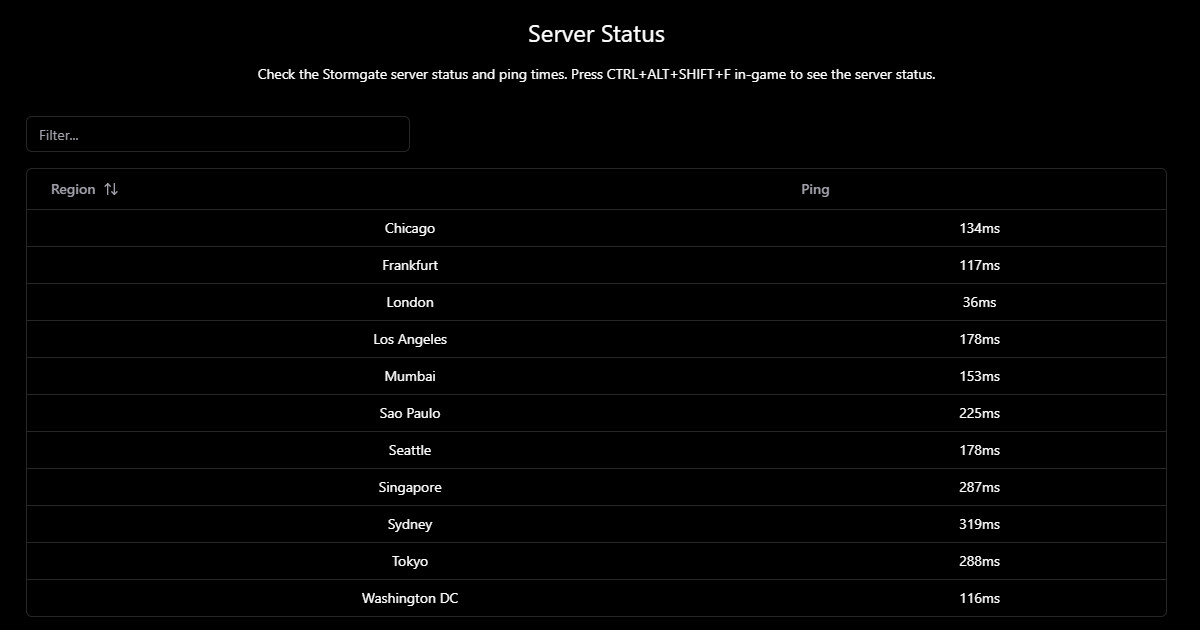 Server Status
Check the Stormgate server status and ping times. Press CTRL+ALT+SHIFT+F in-game to see the server status.
Filter...
Region Ping
Chicago 134ms
Frankfurt 117ms
London 36ms
Los Angeles 178ms
Mumbai 153ms
Sao Paulo 225ms
Seattle 178ms
Singapore 287ms
Sydney 319ms
Tokyo 288ms
Washington DC 116ms